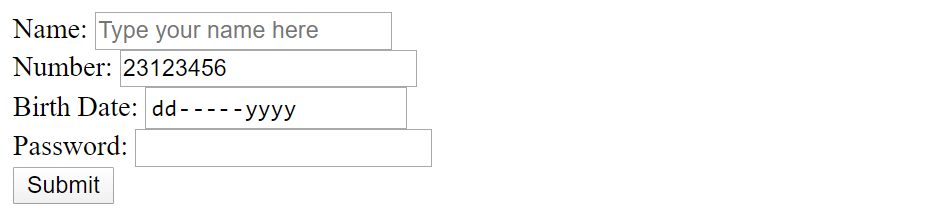 Name: Type your name here
Number: 23123456
Birth Date: dd-----yyyy
Password:
Submit